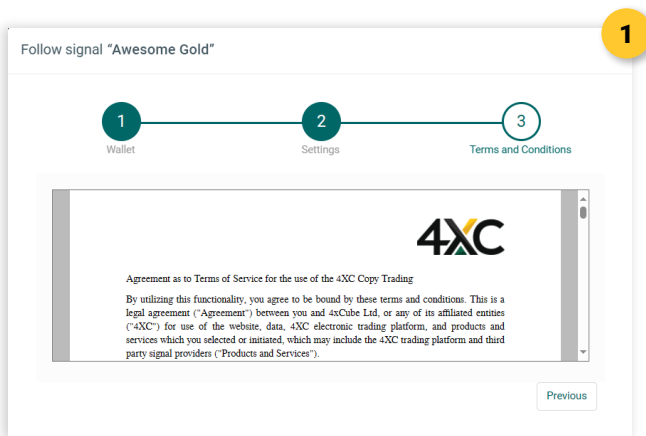 1
Follow signal "Awesome Gold"
1
2
3
Wallet
Settings
Terms and Conditions
4XC
Agreement as to Terms of Service for the use of the 4XC Copy Trading
By utilizing this functionality, you agree to be bound by these terms and conditions. This is a
legal agreement ("Agreement") between you and 4xCube Ltd, or any of its affiliated entities
("4XC") for use of the website, data, 4XC electronic trading platform, and products and
services which you selected or initiated, which may include the 4XC trading platform and third
party signal providers ("Products and Services").
Previous